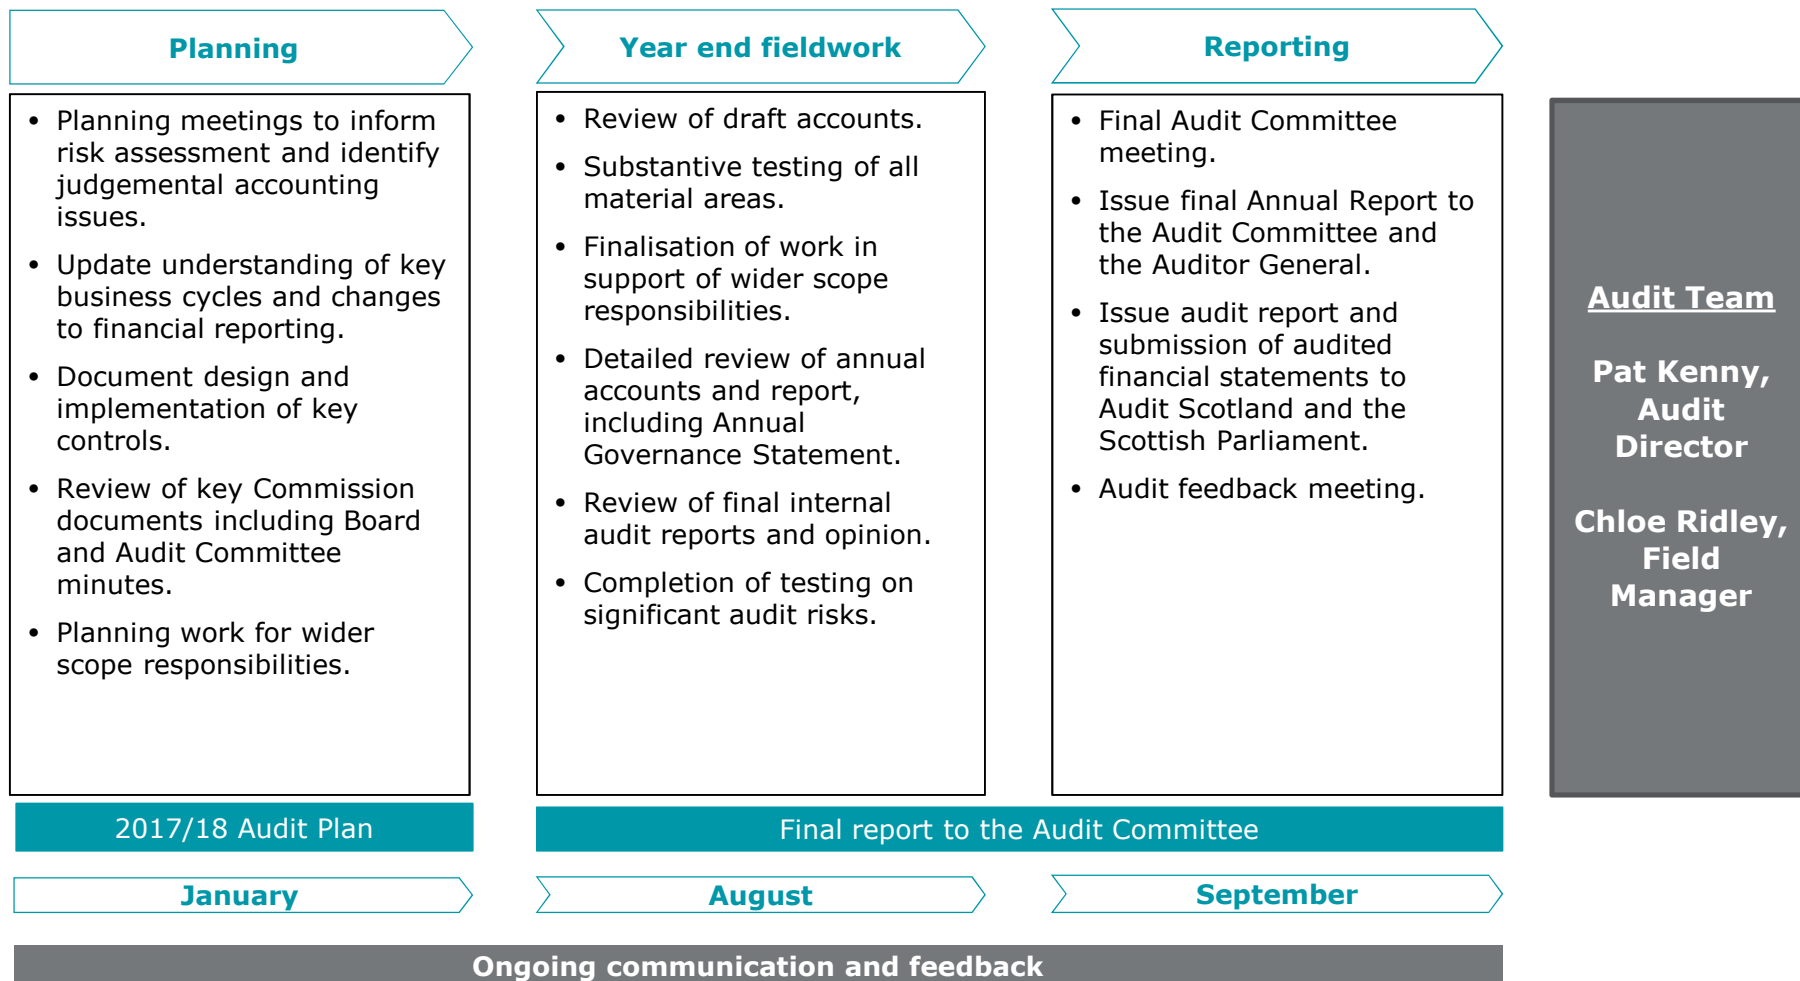 Planning
• Planning meetings to inform
risk assessment and identify
judgemental accounting
issues.
• Update understanding of key
business cycles and changes
to financial reporting.
• Document design and
implementation of key
controls.
• Review of key Commission
documents including Board
and Audit Committee
minutes.
• Planning work for wider
scope responsibilities.
2017/18 Audit Plan
January
Year end fieldwork
• Review of draft accounts.
• Substantive testing of all
material areas.
• Finalisation of work in
support of wider scope
responsibilities.
• Detailed review of annual
accounts and report,
including Annual
Governance Statement.
• Review of final internal
audit reports and opinion.
• Completion of testing on
significant audit risks.
August
Reporting
• Final Audit Committee
meeting.
• Issue final Annual Report to
the Audit Committee and
the Auditor General.
• Issue audit report and
submission of audited
financial statements to
Audit Scotland and the
Scottish Parliament.
• Audit feedback meeting.
Final report to the Audit Committee
September
Audit Team
Pat Kenny,
Audit
Director
Chloe Ridley,
Field
Manager
Ongoing communication and feedback